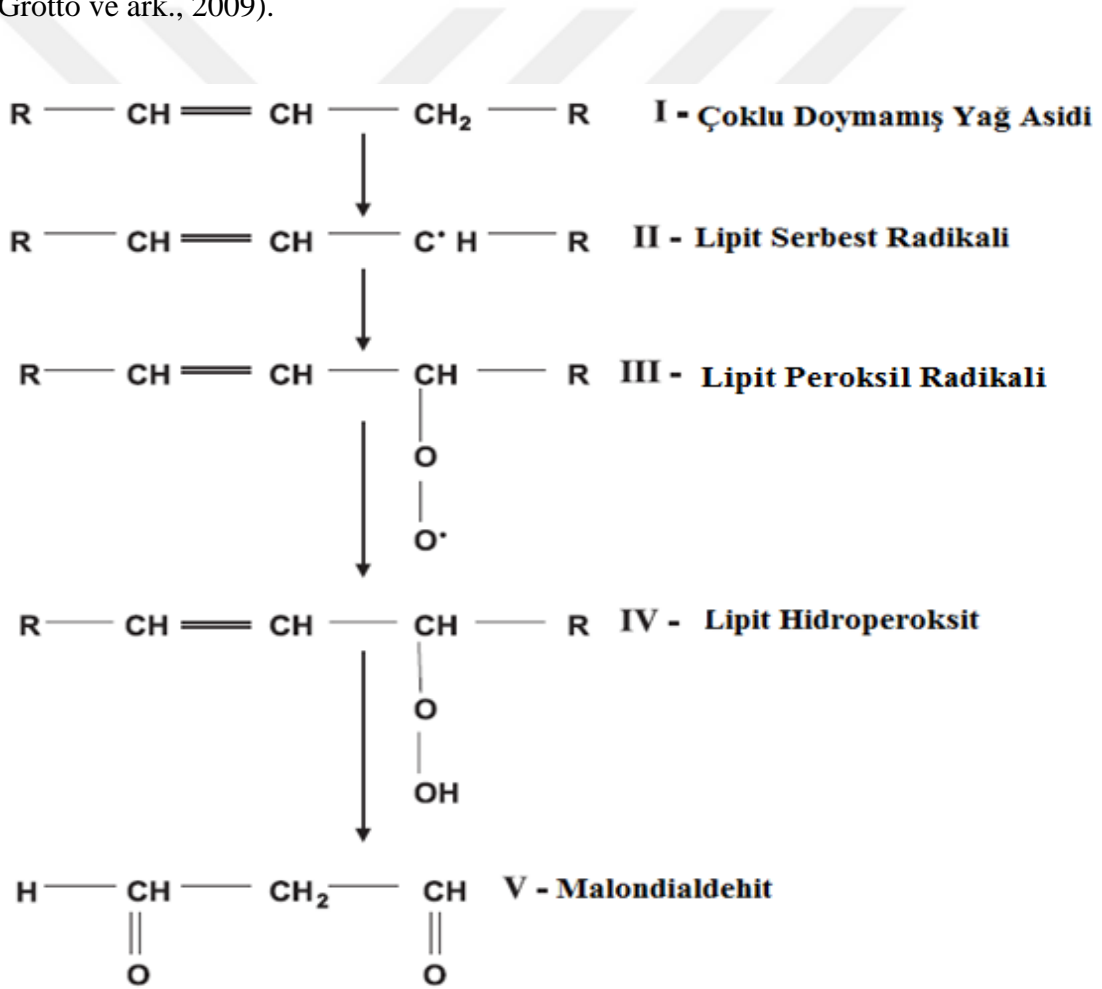 Grotto ve ark., 2009).
R CH CH CH₂ R I - Çoklu Doymamış Yağ Asidi
R CH CH C• H R II - Lipit Serbest Radikali
R CH CH CH R III - Lipit Peroksil Radikali
O
O•
R CH CH CH R IV - Lipit Hidroperoksit
O
OH
H CH CH₂ CH V - Malondialdehit
O O